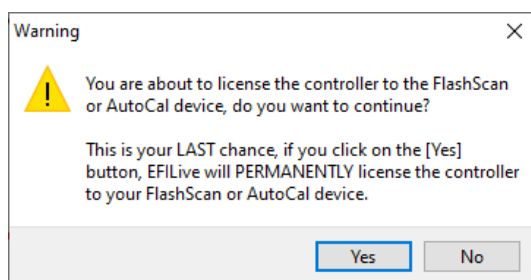 Warning
You are about to license the controller to the FlashScan
or AutoCal device, do you want to continue?
This is your LAST chance, if you click on the [Yes]
button, EFILive will PERMANENTLY license the controller
to your FlashScan or AutoCal device.
Yes
No